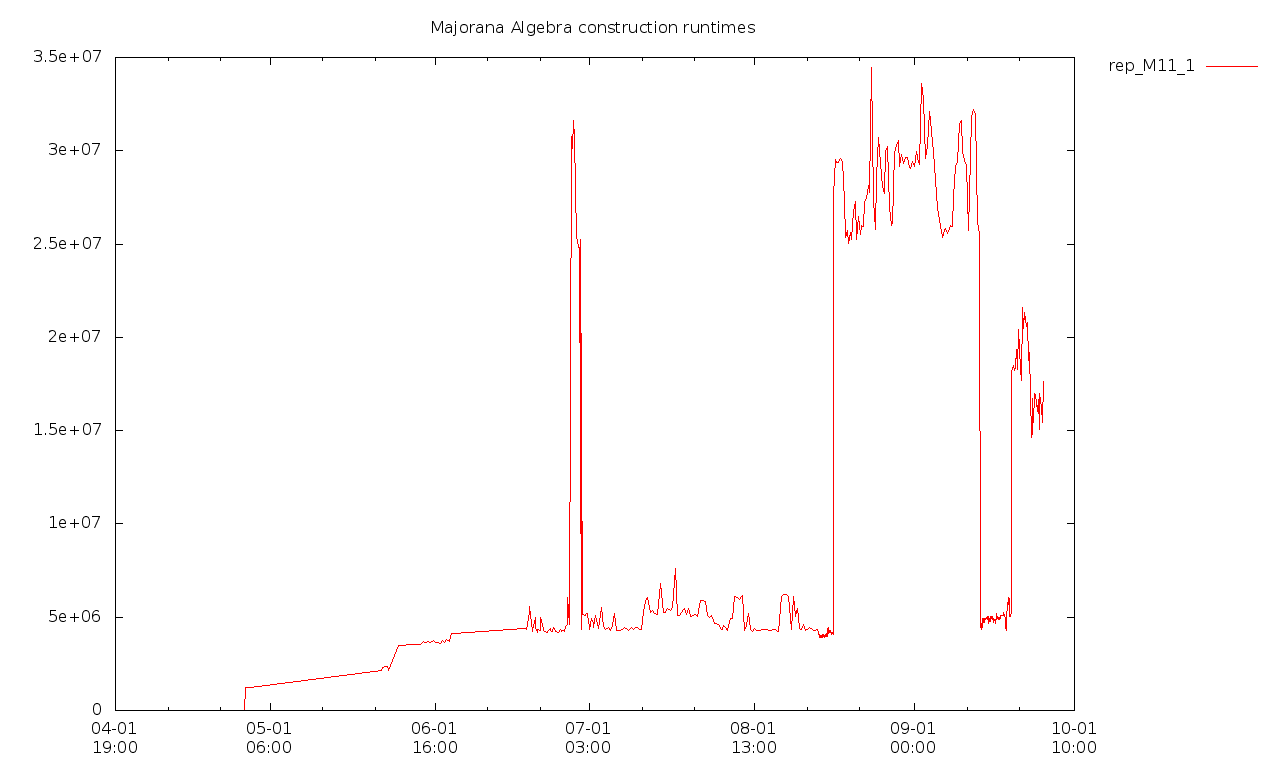 Majorana Algebra construction runtimes
rep_M11_1
3.5e+07
3e+07
2.5e+07
2e+07
1.5e+07
1e+07
5e+06
0
04-01 05-01 06-01 07-01 08-01 09-01 10-01
19:00 06:00 16:00 03:00 13:00 00:00 10:00